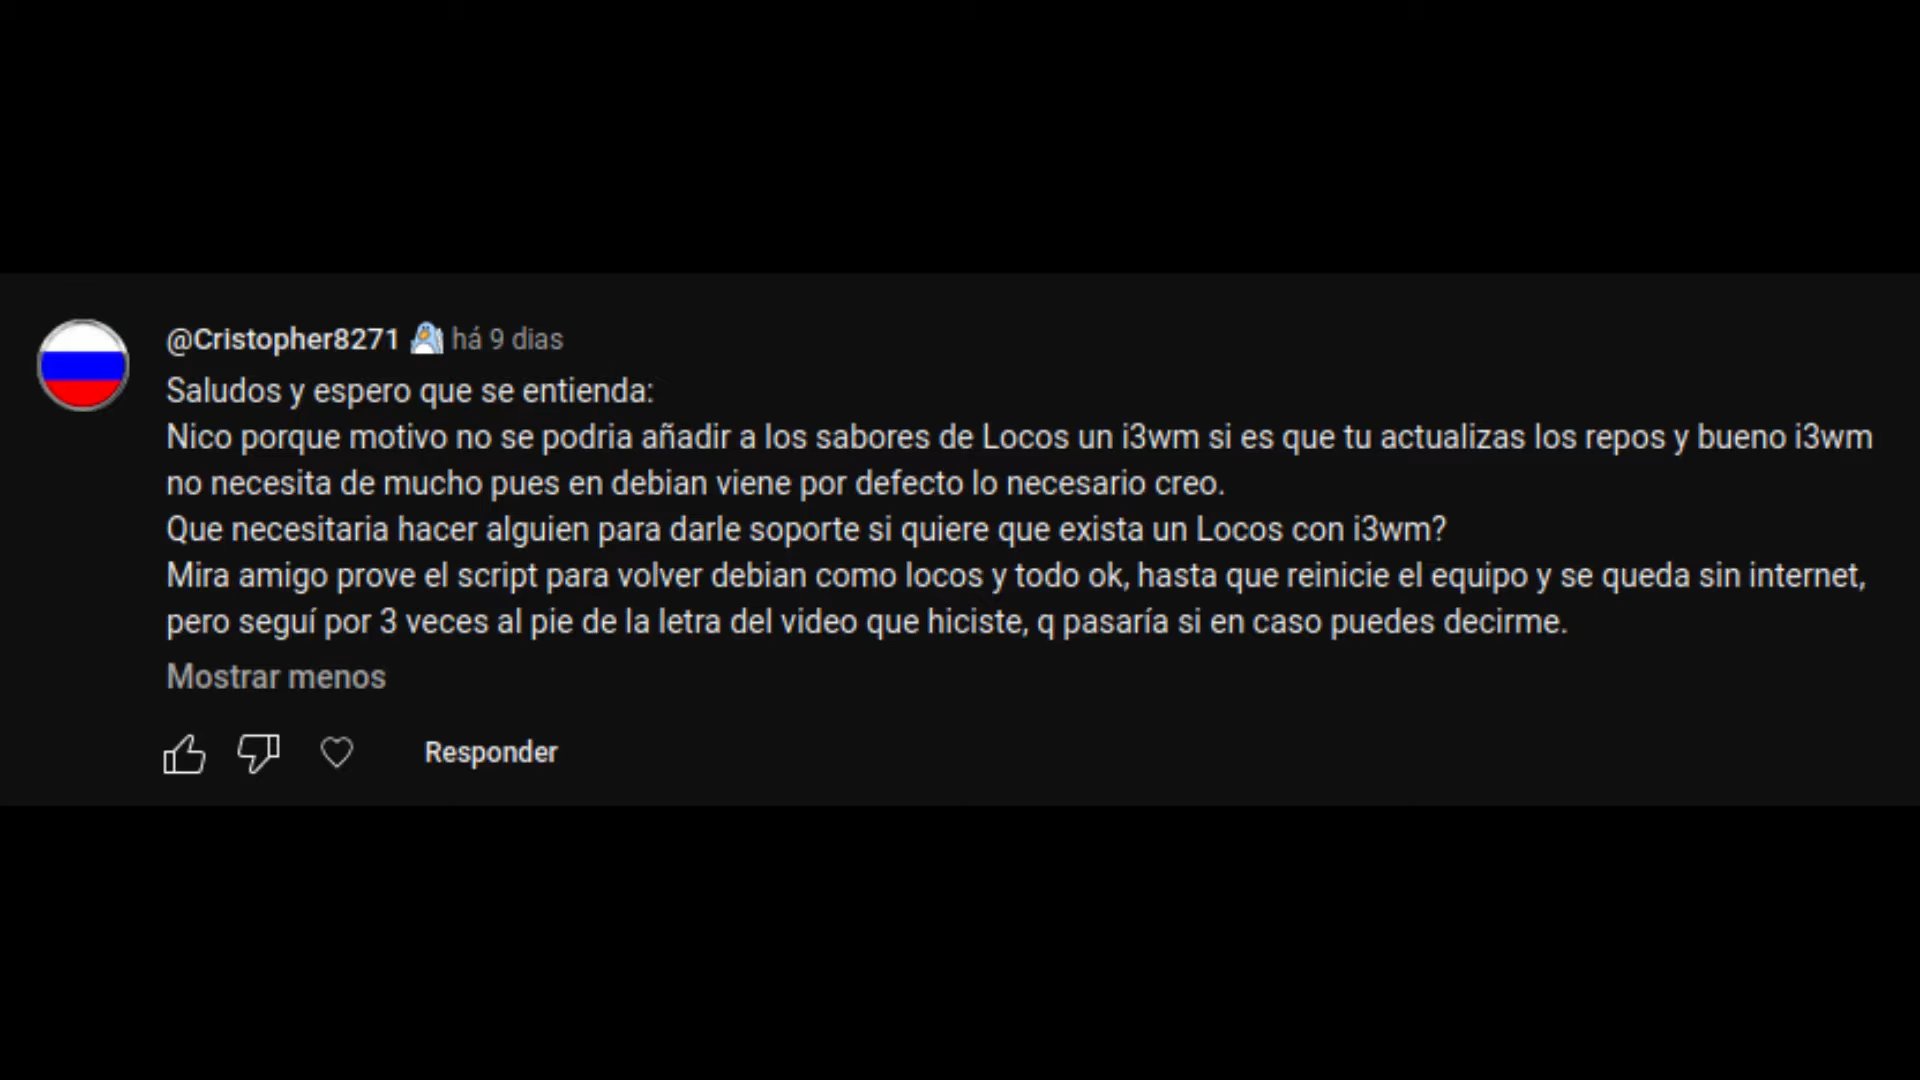 @Cristopher8271 há 9 dias
Saludos y espero que se entienda:
Nico porque motivo no se podria añadir a los sabores de Locos un i3wm si es que tu actualizas los repos y bueno i3wm
no necesita de mucho pues en debian viene por defecto lo necesario creo.
Que necesitaria hacer alguien para darle soporte si quiere que exista un Locos con i3wm?
Mira amigo prove el script para volver debian como locos y todo ok, hasta que reinicie el equipo y se queda sin internet,
pero seguí por 3 veces al pie de la letra del video que hiciste, q pasaría si en caso puedes decirme.
Mostrar menos
Responder